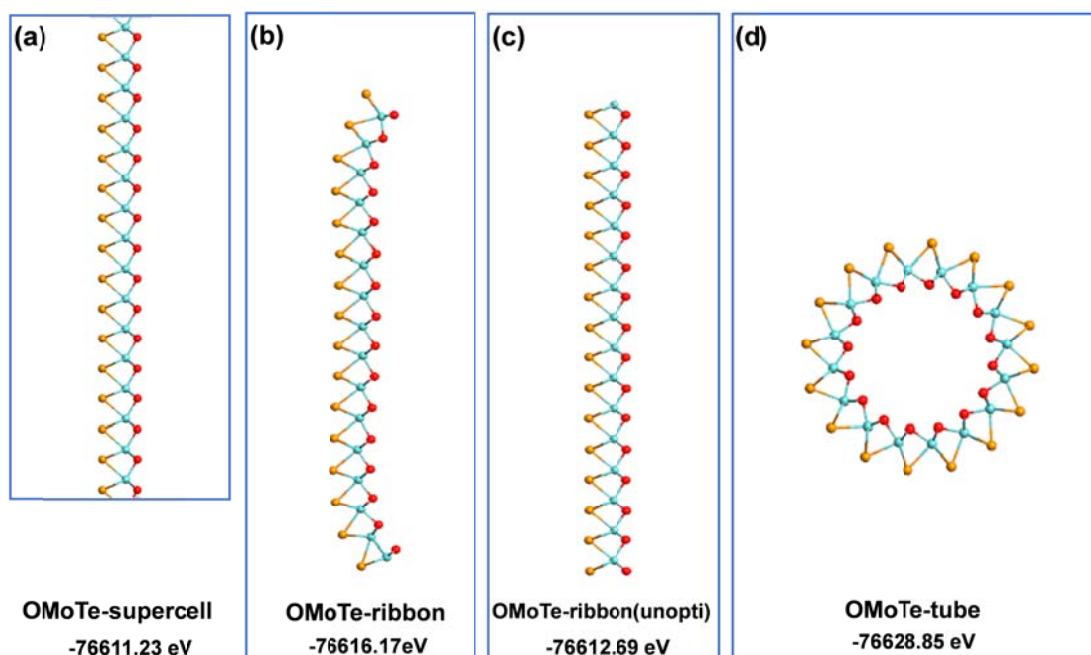 (a)
(b)
(c)
(d)
OMoTe-supercell
-76611.23 eV
OMoTe-ribbon
-76616.17eV
OMoTe-ribbon(unopti)
-76612.69 eV
OMoTe-tube
-76628.85 eV